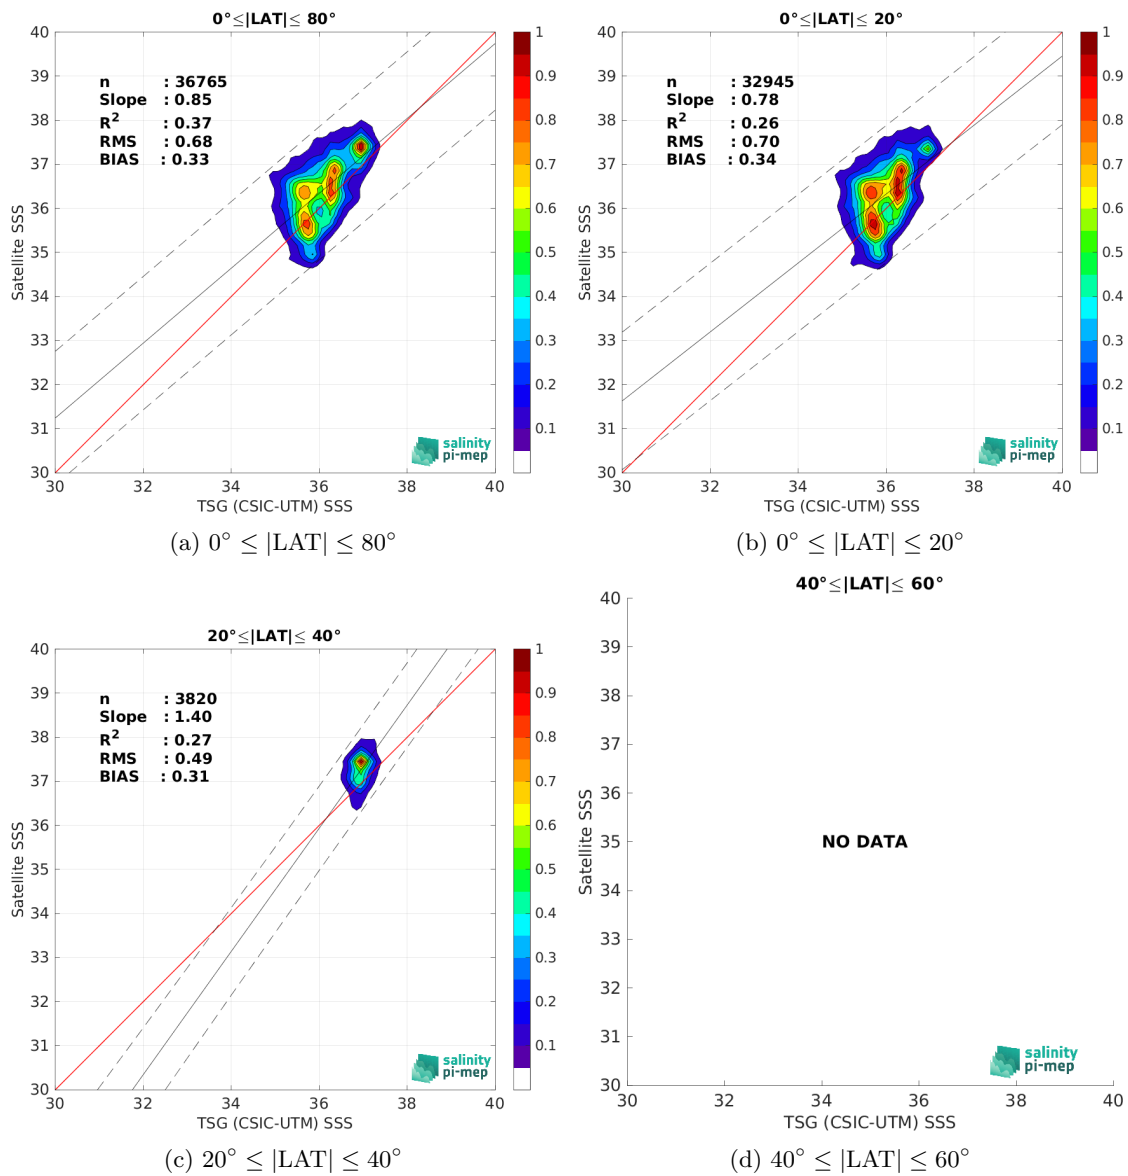 0°≤|LAT|≤ 80°
n : 36765
Slope : 0.85
R² : 0.37
RMS : 0.68
BIAS : 0.33
40
39
38
37
36
35
34
33
32
31
30
Satellite SSS
30 32 34 36 38 40
TSG (CSIC-UTM) SSS
1
0.9
0.8
0.7
0.6
0.5
0.4
0.3
0.2
0.1
salinity
pi-mep
(a) 0° ≤ |LAT| ≤ 80°
0°≤|LAT|≤ 20°
n : 32945
Slope : 0.78
R² : 0.26
RMS : 0.70
BIAS : 0.34
40
39
38
37
36
35
34
33
32
31
30
Satellite SSS
30 32 34 36 38 40
TSG (CSIC-UTM) SSS
1
0.9
0.8
0.7
0.6
0.5
0.4
0.3
0.2
0.1
salinity
pi-mep
(b) 0° ≤ |LAT| ≤ 20°
20°≤|LAT|≤ 40°
n : 3820
Slope : 1.40
R² : 0.27
RMS : 0.49
BIAS : 0.31
40
39
38
37
36
35
34
33
32
31
30
Satellite SSS
30 32 34 36 38 40
TSG (CSIC-UTM) SSS
1
0.9
0.8
0.7
0.6
0.5
0.4
0.3
0.2
0.1
salinity
pi-mep
(c) 20° ≤ |LAT| ≤ 40°
40°≤|LAT|≤ 60°
40
39
38
37
36
35
34
33
32
31
30
Satellite SSS
NO DATA
30 32 34 36 38 40
TSG (CSIC-UTM) SSS
salinity
pi-mep
(d) 40° ≤ |LAT| ≤ 60°